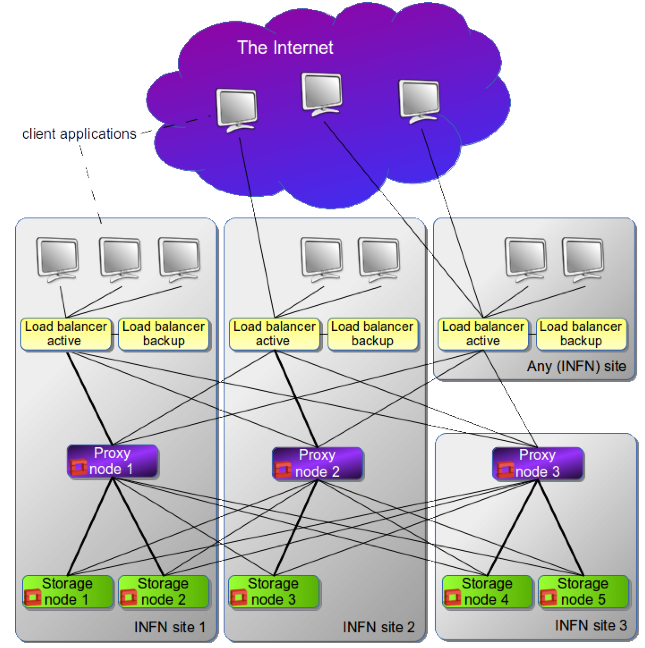 The Internet
client applications
Load balancer
active
Load balancer
backup
Load balancer
active
Load balancer
backup
Load balancer
active
Load balancer
backup
Any (INFN) site
Proxy
node 1
Proxy
node 2
Proxy
node 3
Storage
node 1
Storage
node 2
Storage
node 3
Storage
node 4
Storage
node 5
INFN site 1
INFN site 2
INFN site 3